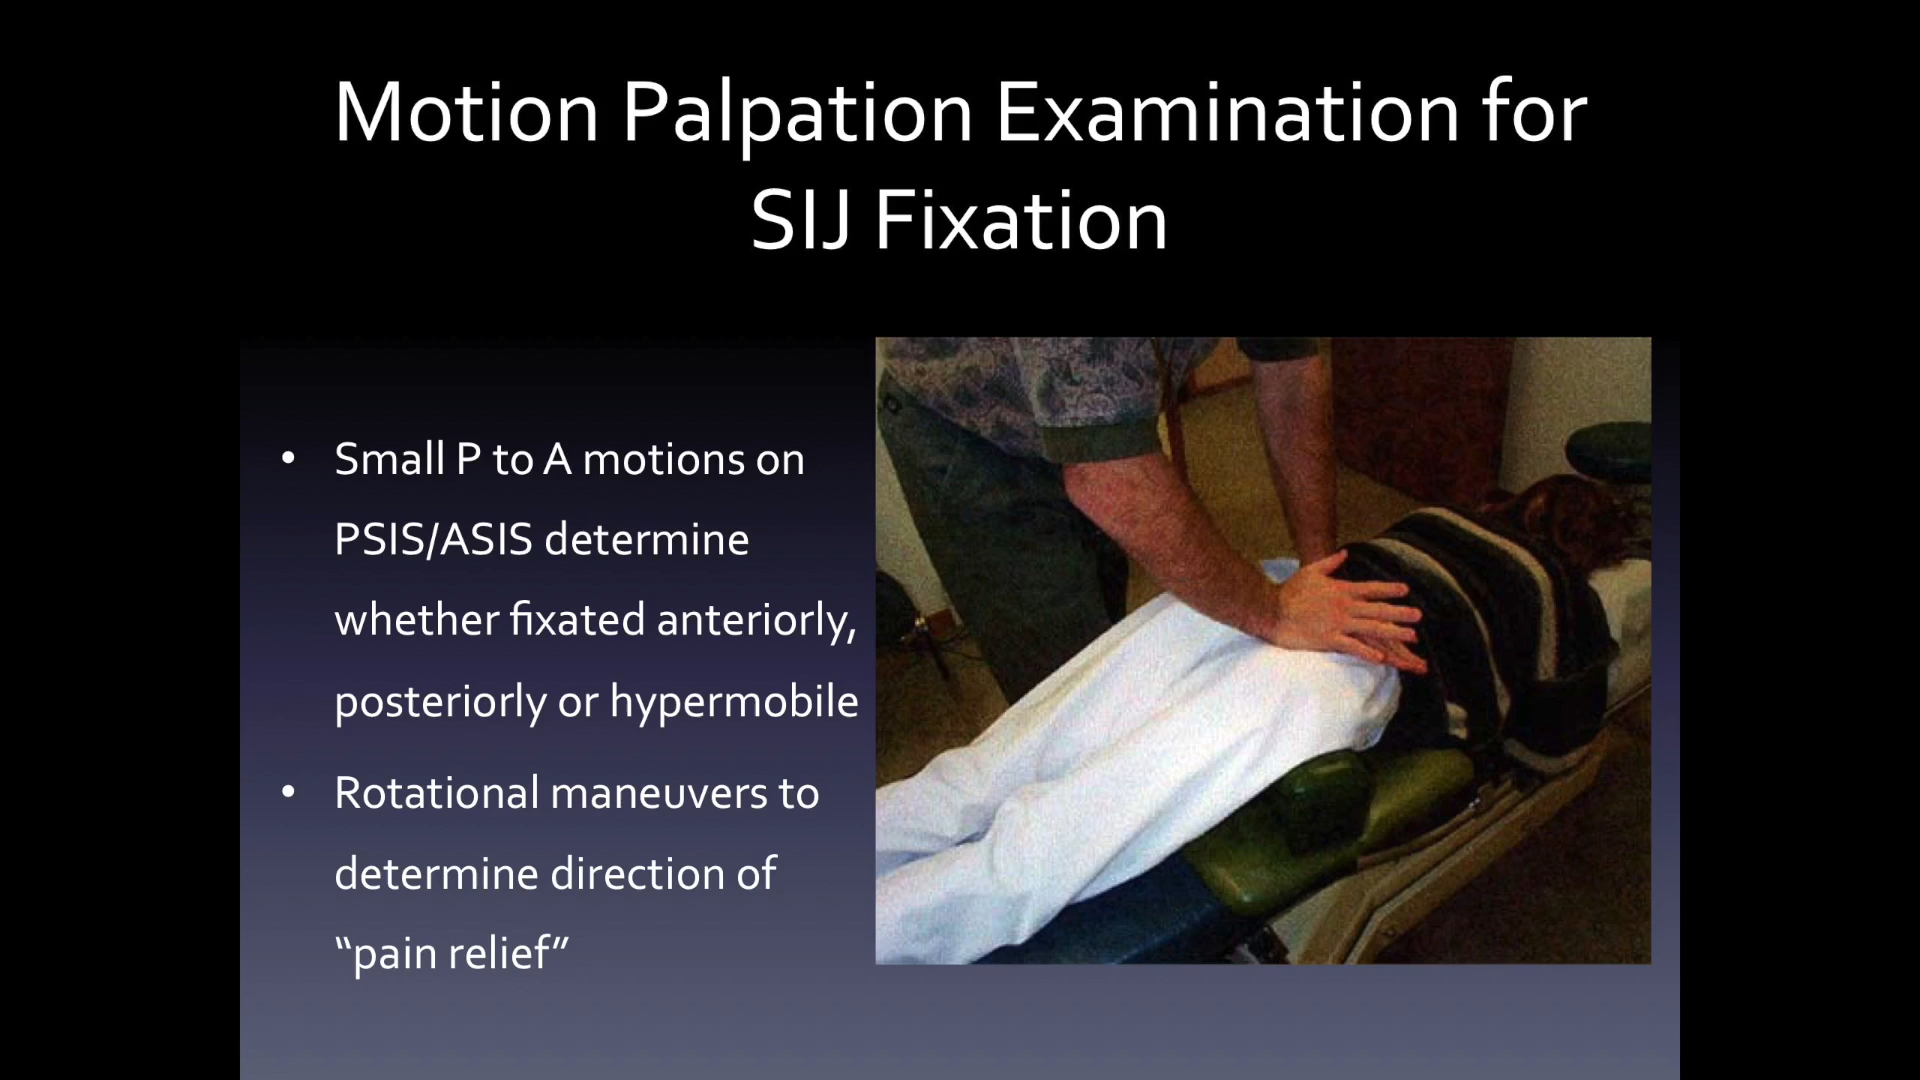 Motion Palpation Examination for
SIJ Fixation
• Small P to A motions on
PSIS/ASIS determine
whether fixated anteriorly,
posteriorly or hypermobile
• Rotational maneuvers to
determine direction of
“pain relief”